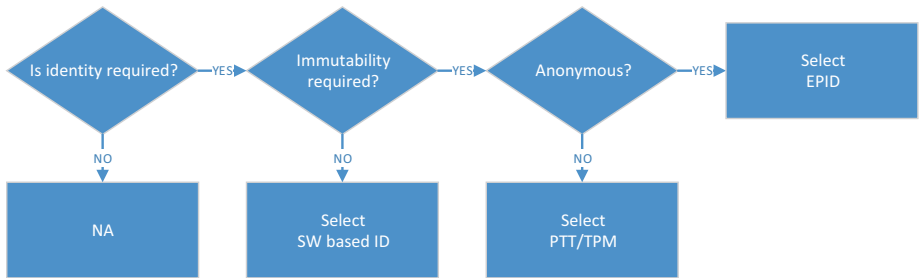 Is identity required?
YES
Immutability
required?
YES
Anonymous?
YES
Select
EPID
NO
NO
NO
NA
Select
SW based ID
Select
PTT/TPM